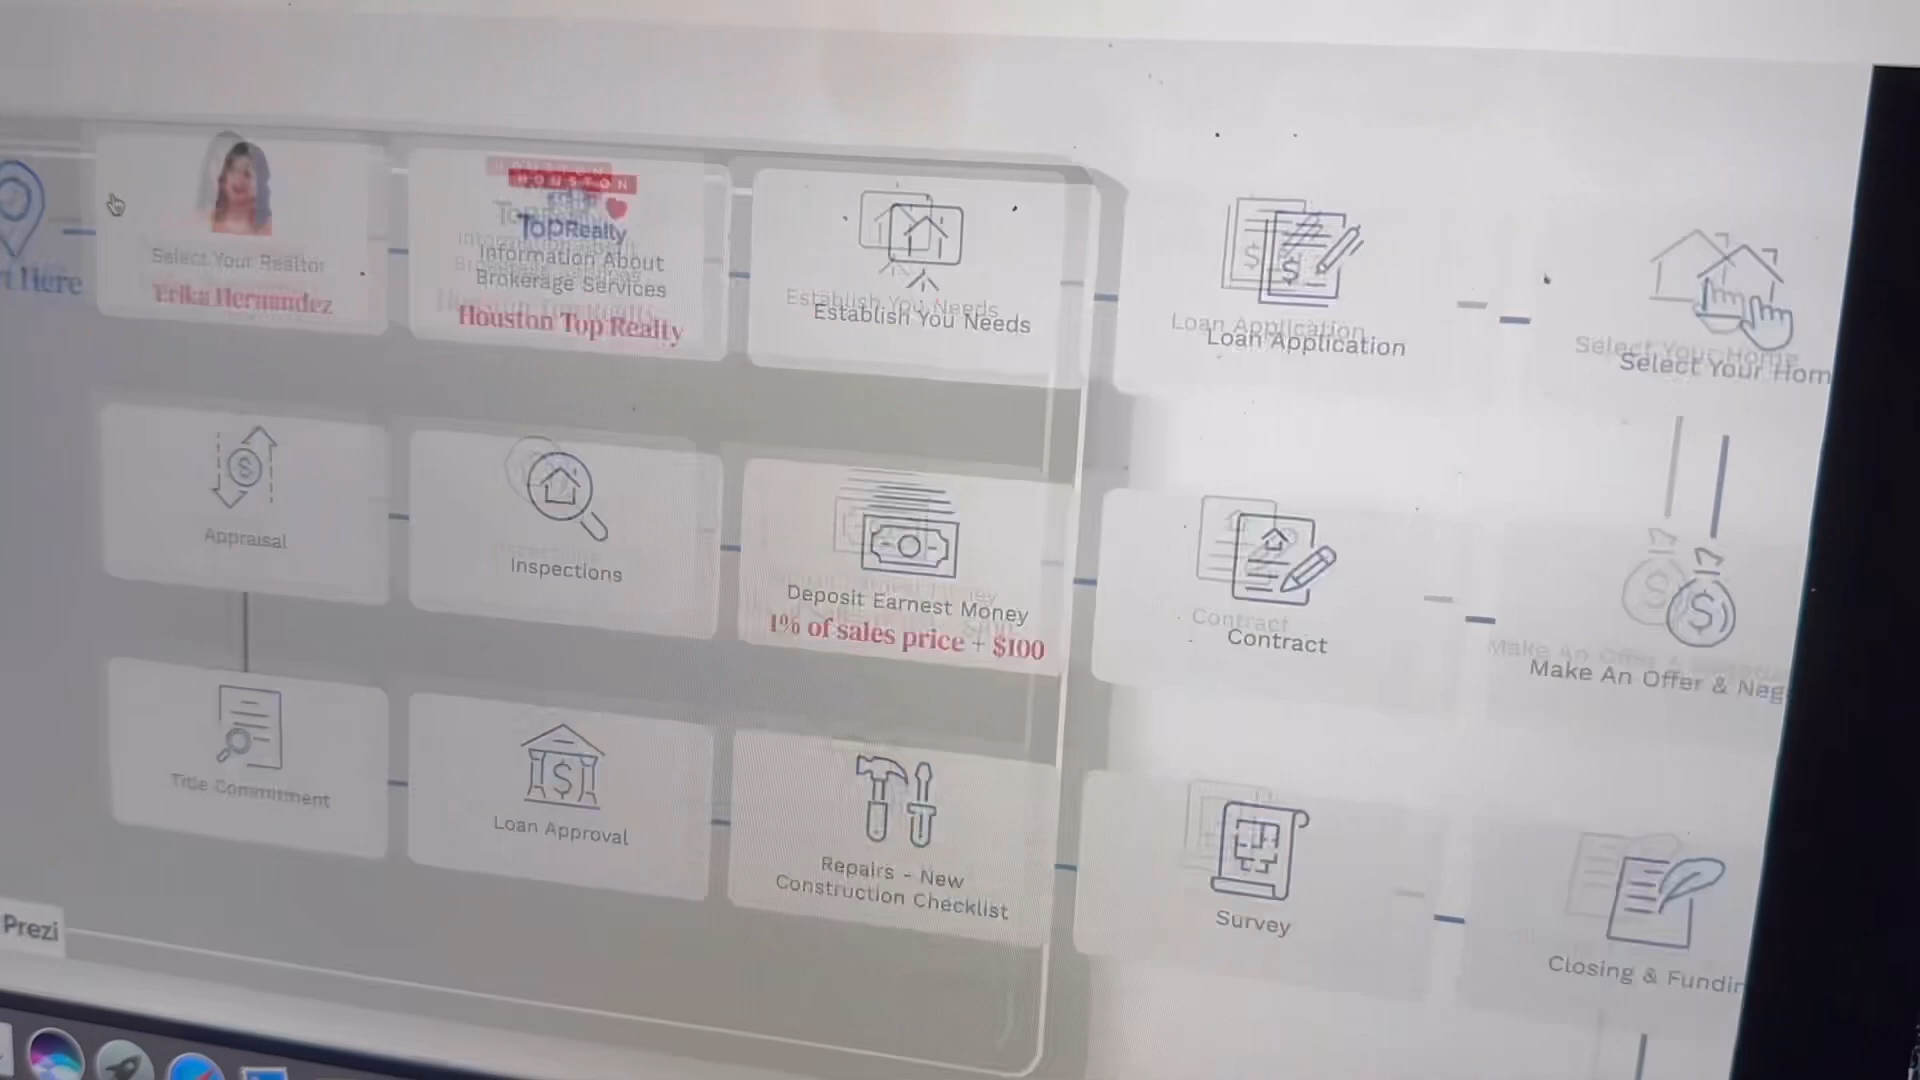 t Here
Select Your Realtor
Erika Hernandez
HOUSTON
TopRealty
Information About
Brokerage Services
Houston Top Realty
Establish You Needs
Loan Application
Select Your Hom
Appraisal
Inspections
Deposit Earnest Money
1% of sales price + $100
Contract
Make An Offer & Neg
Title Commitment
Loan Approval
Repairs - New
Construction Checklist
Survey
Closing & Fundin
Prezi